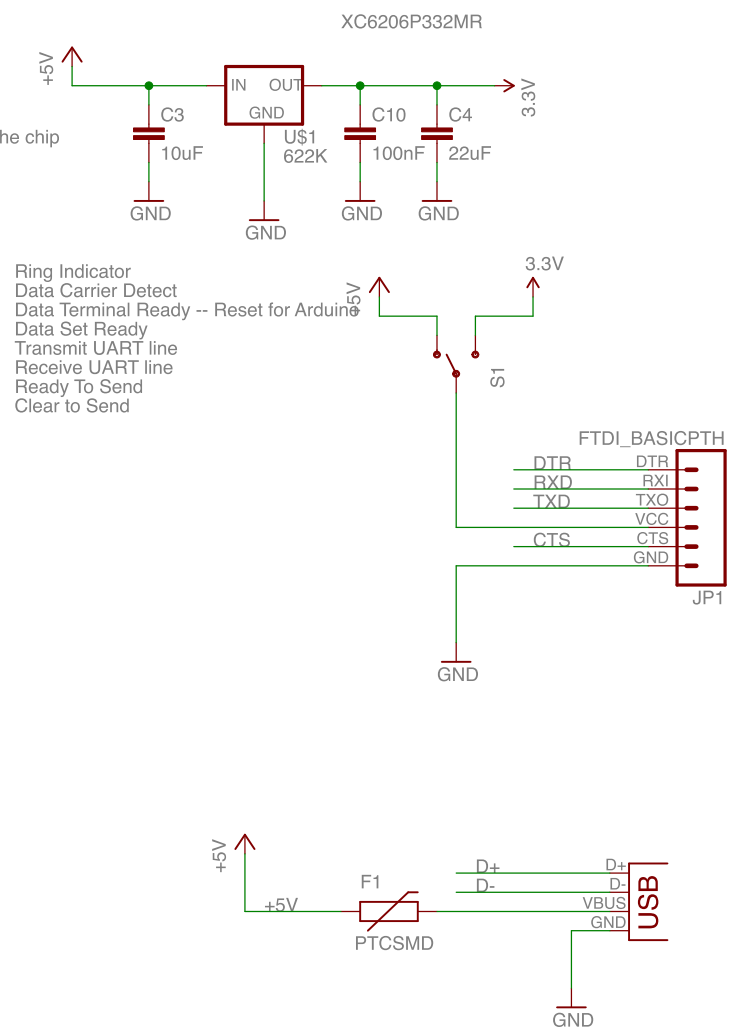 XC6206P332MR
+5V
IN
OUT
GND
3.3V
C3
10uF
he chip
U$1
622K
C10
100nF
C4
22uF
GND
GND
GND
GND
Ring Indicator
Data Carrier Detect
Data Terminal Ready -- Reset for Arduino
Data Set Ready
Transmit UART line
Receive UART line
Ready To Send
Clear to Send
+5V
3.3V
S1
FTDI_BASICPTH
DTR
DTR
RXD
RXI
TXD
TXO
VCC
CTS
CTS
GND
JP1
GND
+5V
F1
+5V
PTCSMD
D+
D+
D-
D-
VBUS
GND
USB
GND